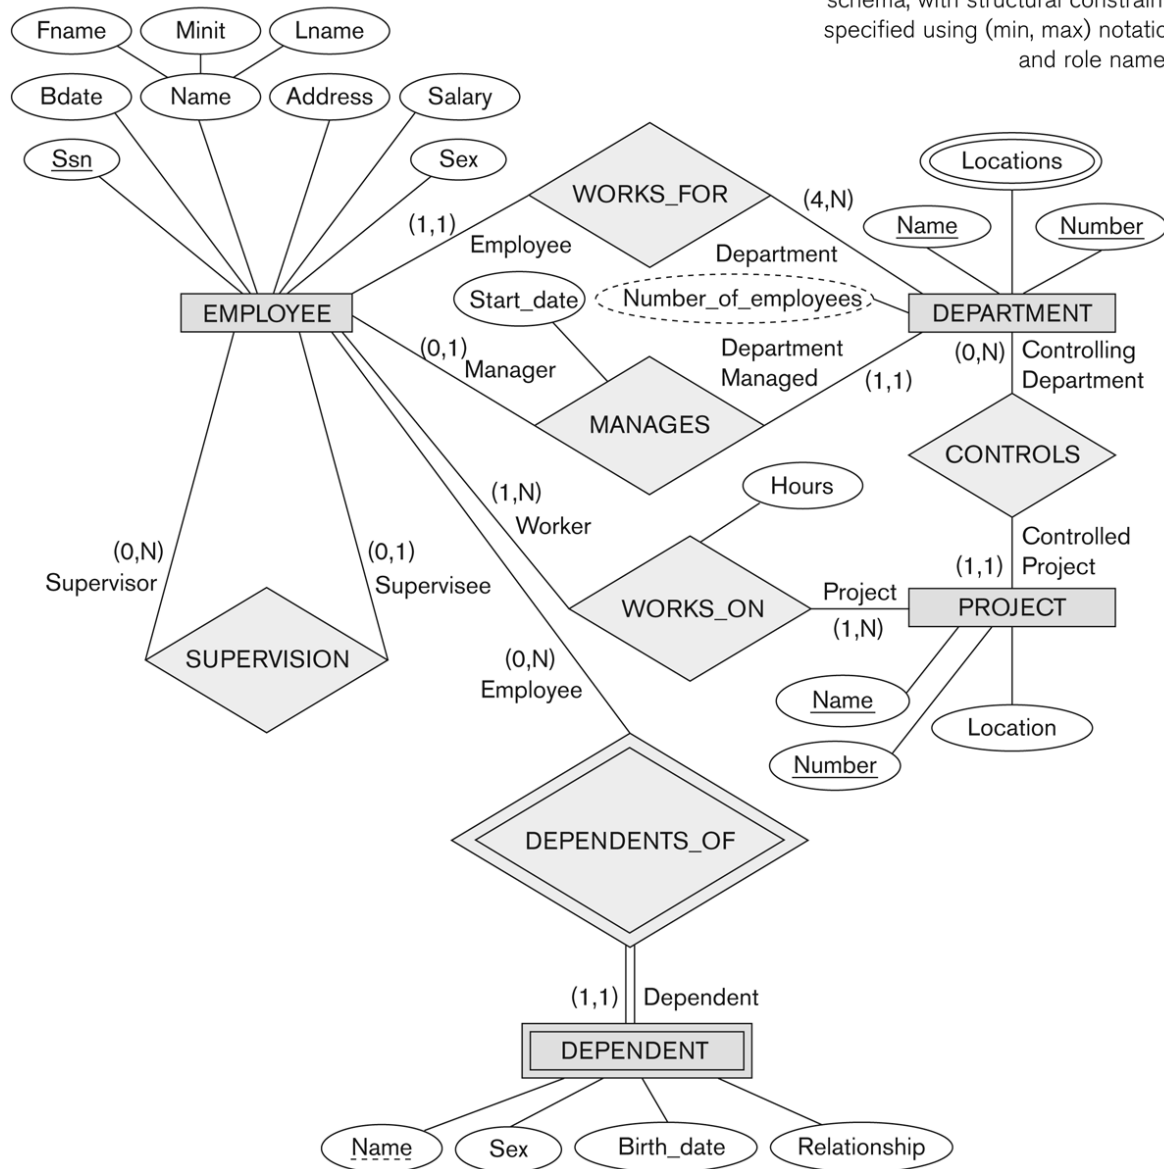 schema, with structural constrain
specified using (min, max) notatio
and role name
Fname
Minit
Lname
Bdate
Name
Address
Salary
Ssn
Sex
WORKS_FOR
Locations
(1,1)
Employee
(4,N)
Department
Name
Number
Start_date
Number_of_employees
EMPLOYEE
DEPARTMENT
(0,1)
Manager
Department
Managed
(1,1)
(0,N)
Controlling
Department
MANAGES
CONTROLS
Hours
(1,N)
Worker
(0,N)
Supervisor
(0,1)
Supervisee
Controlled
Project
(1,1)
WORKS_ON
Project
(1,N)
PROJECT
SUPERVISION
(0,N)
Employee
Name
Location
Number
DEPENDENTS_OF
(1,1)
Dependent
DEPENDENT
Name
Sex
Birth_date
Relationship